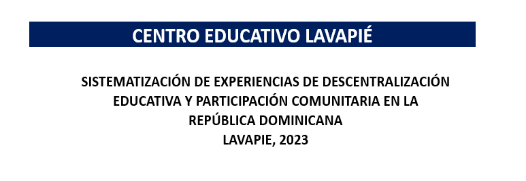 CENTRO EDUCATIVO LAVAPIÉ
SISTEMATIZACIÓN DE EXPERIENCIAS DE DESCENTRALIZACIÓN
EDUCATIVA Y PARTICIPACIÓN COMUNITARIA EN LA
REPÚBLICA DOMINICANA
LAVAPIE, 2023